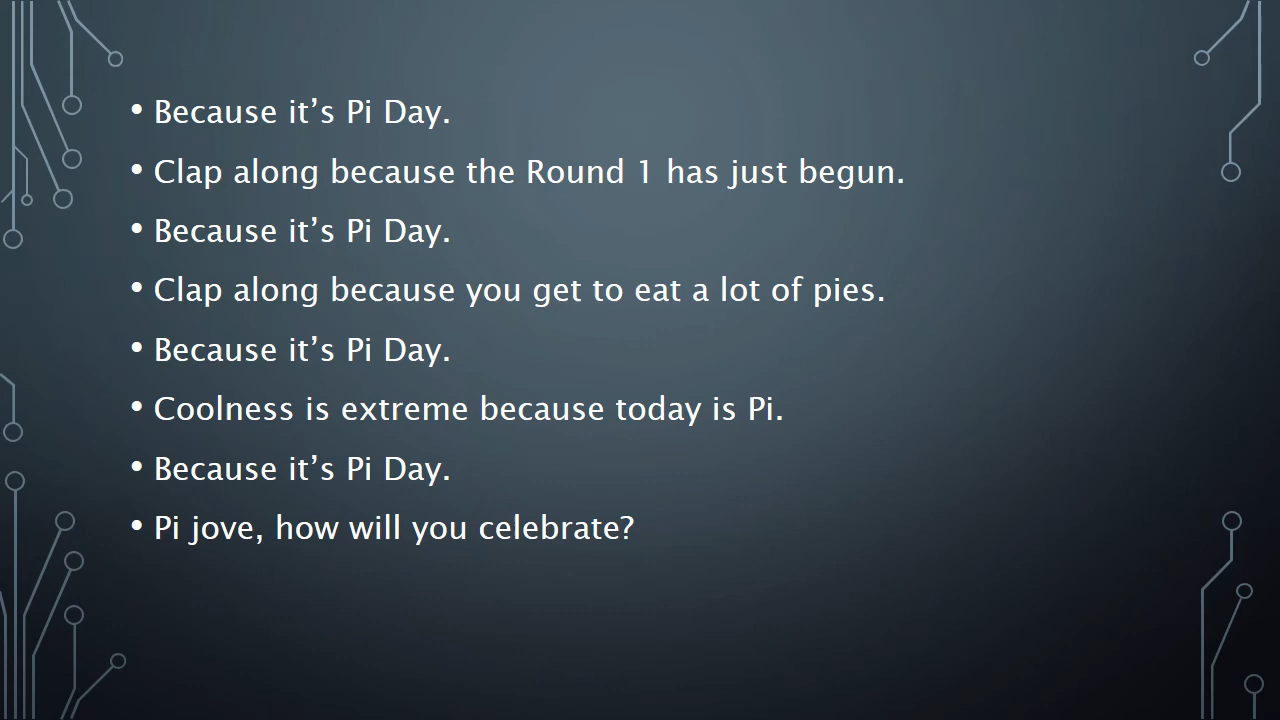 • Because it’s Pi Day.
• Clap along because the Round 1 has just begun.
• Because it’s Pi Day.
• Clap along because you get to eat a lot of pies.
• Because it’s Pi Day.
• Coolness is extreme because today is Pi.
• Because it’s Pi Day.
• Pi jove, how will you celebrate?